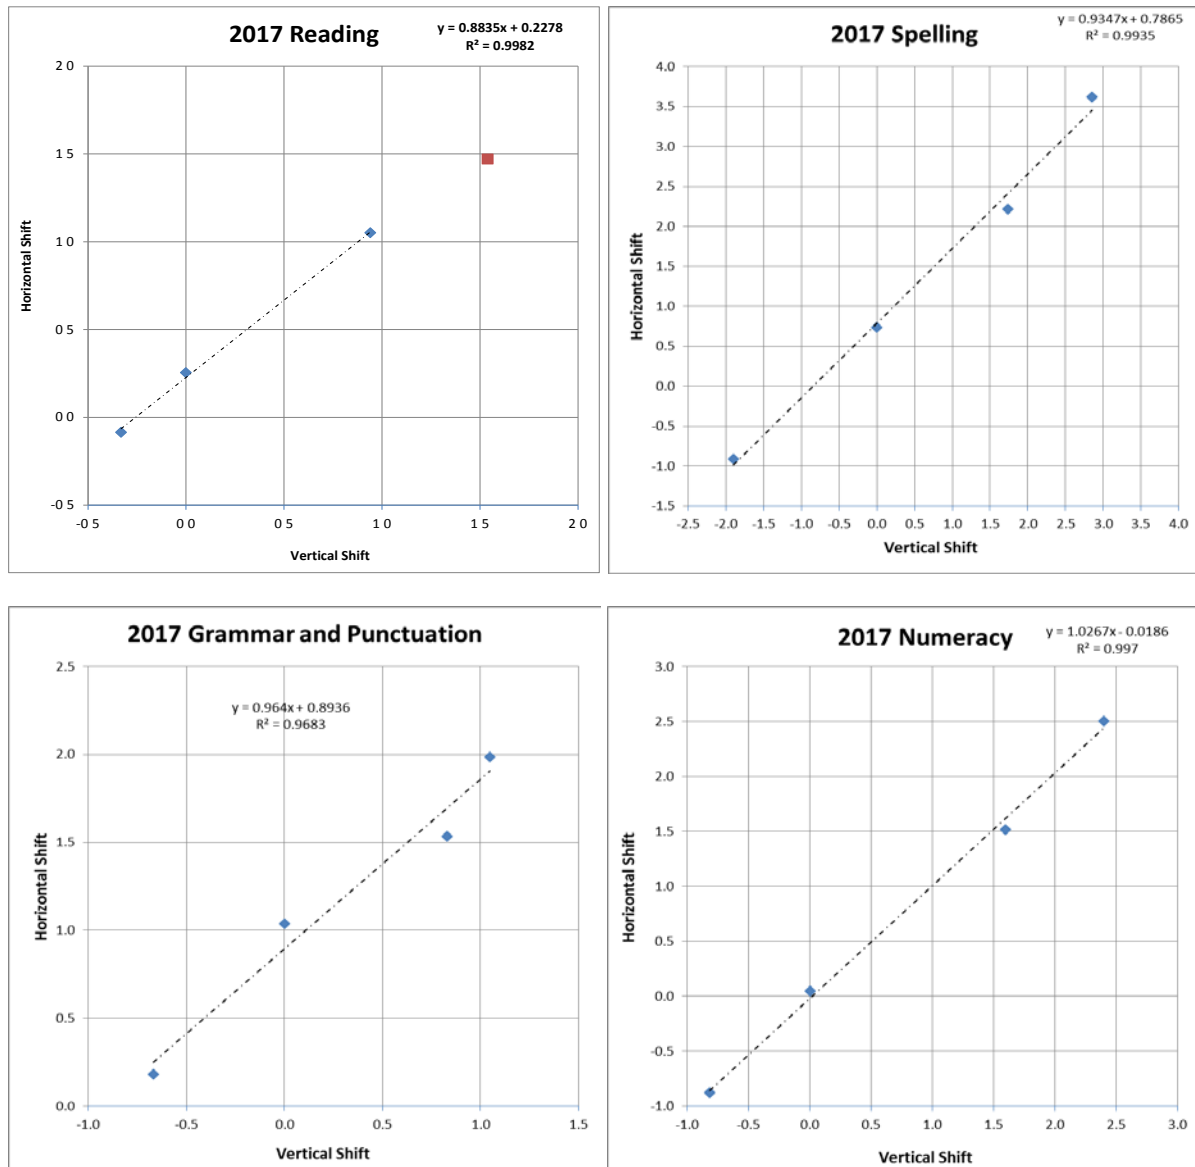 2017 Reading
y = 0.8835x + 0.2278
R² = 0.9982
2 0
1 5
1 0
0 5
0 0
-0 5
-0 5 0 0 0 5 1 0 1 5 2 0
Horizontal Shift
Vertical Shift
2017 Spelling
y = 0.9347x + 0.7865
R² = 0.9935
4.0
3.5
3.0
2.5
2.0
1.5
1.0
0.5
0.0
-0.5
-1.0
-1.5
-2.5 -2.0 -1.5 -1.0 -0.5 0.0 0.5 1.0 1.5 2.0 2.5 3.0 3.5 4.0
Horizontal Shift
Vertical Shift
2017 Grammar and Punctuation
y = 0.964x + 0.8936
R² = 0.9683
2.5
2.0
1.5
1.0
0.5
0.0
-1.0 -0.5 0.0 0.5 1.0 1.5
Horizontal Shift
Vertical Shift
2017 Numeracy
y = 1.0267x - 0.0186
R² = 0.997
3.0
2.5
2.0
1.5
1.0
0.5
0.0
-0.5
-1.0
-1.0 -0.5 0.0 0.5 1.0 1.5 2.0 2.5 3.0
Horizontal Shift
Vertical Shift